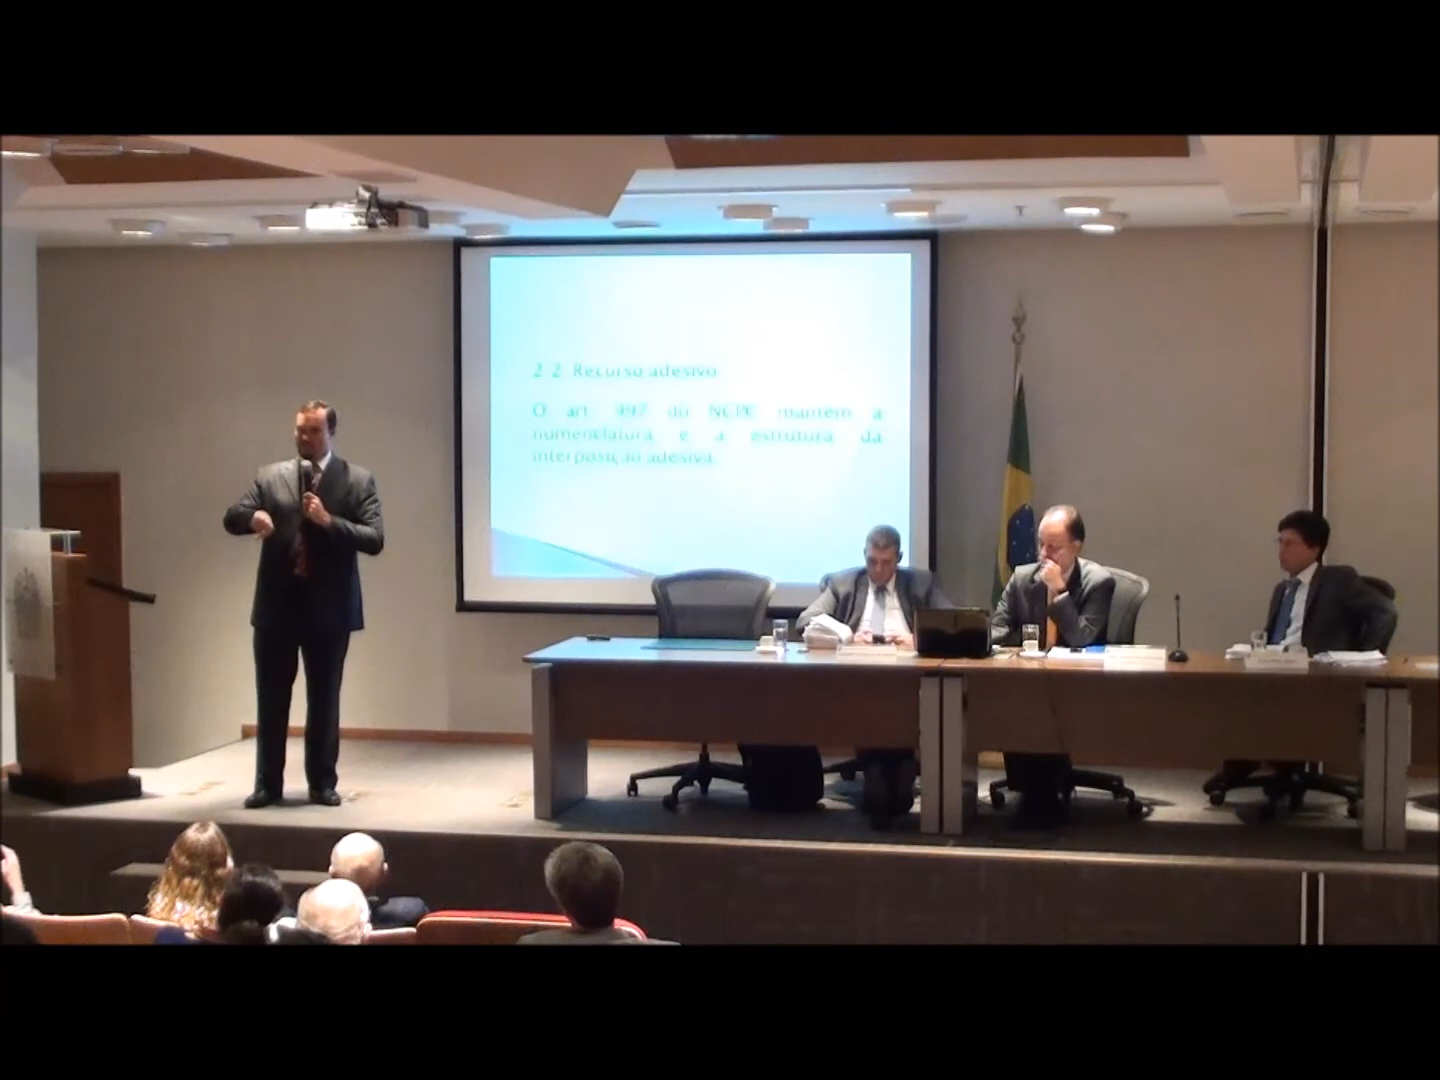 2.2. Recurso adesivo
O art. 997 do NCPC mantém a
nomenclatura e a estrutura da
interposição adesiva.